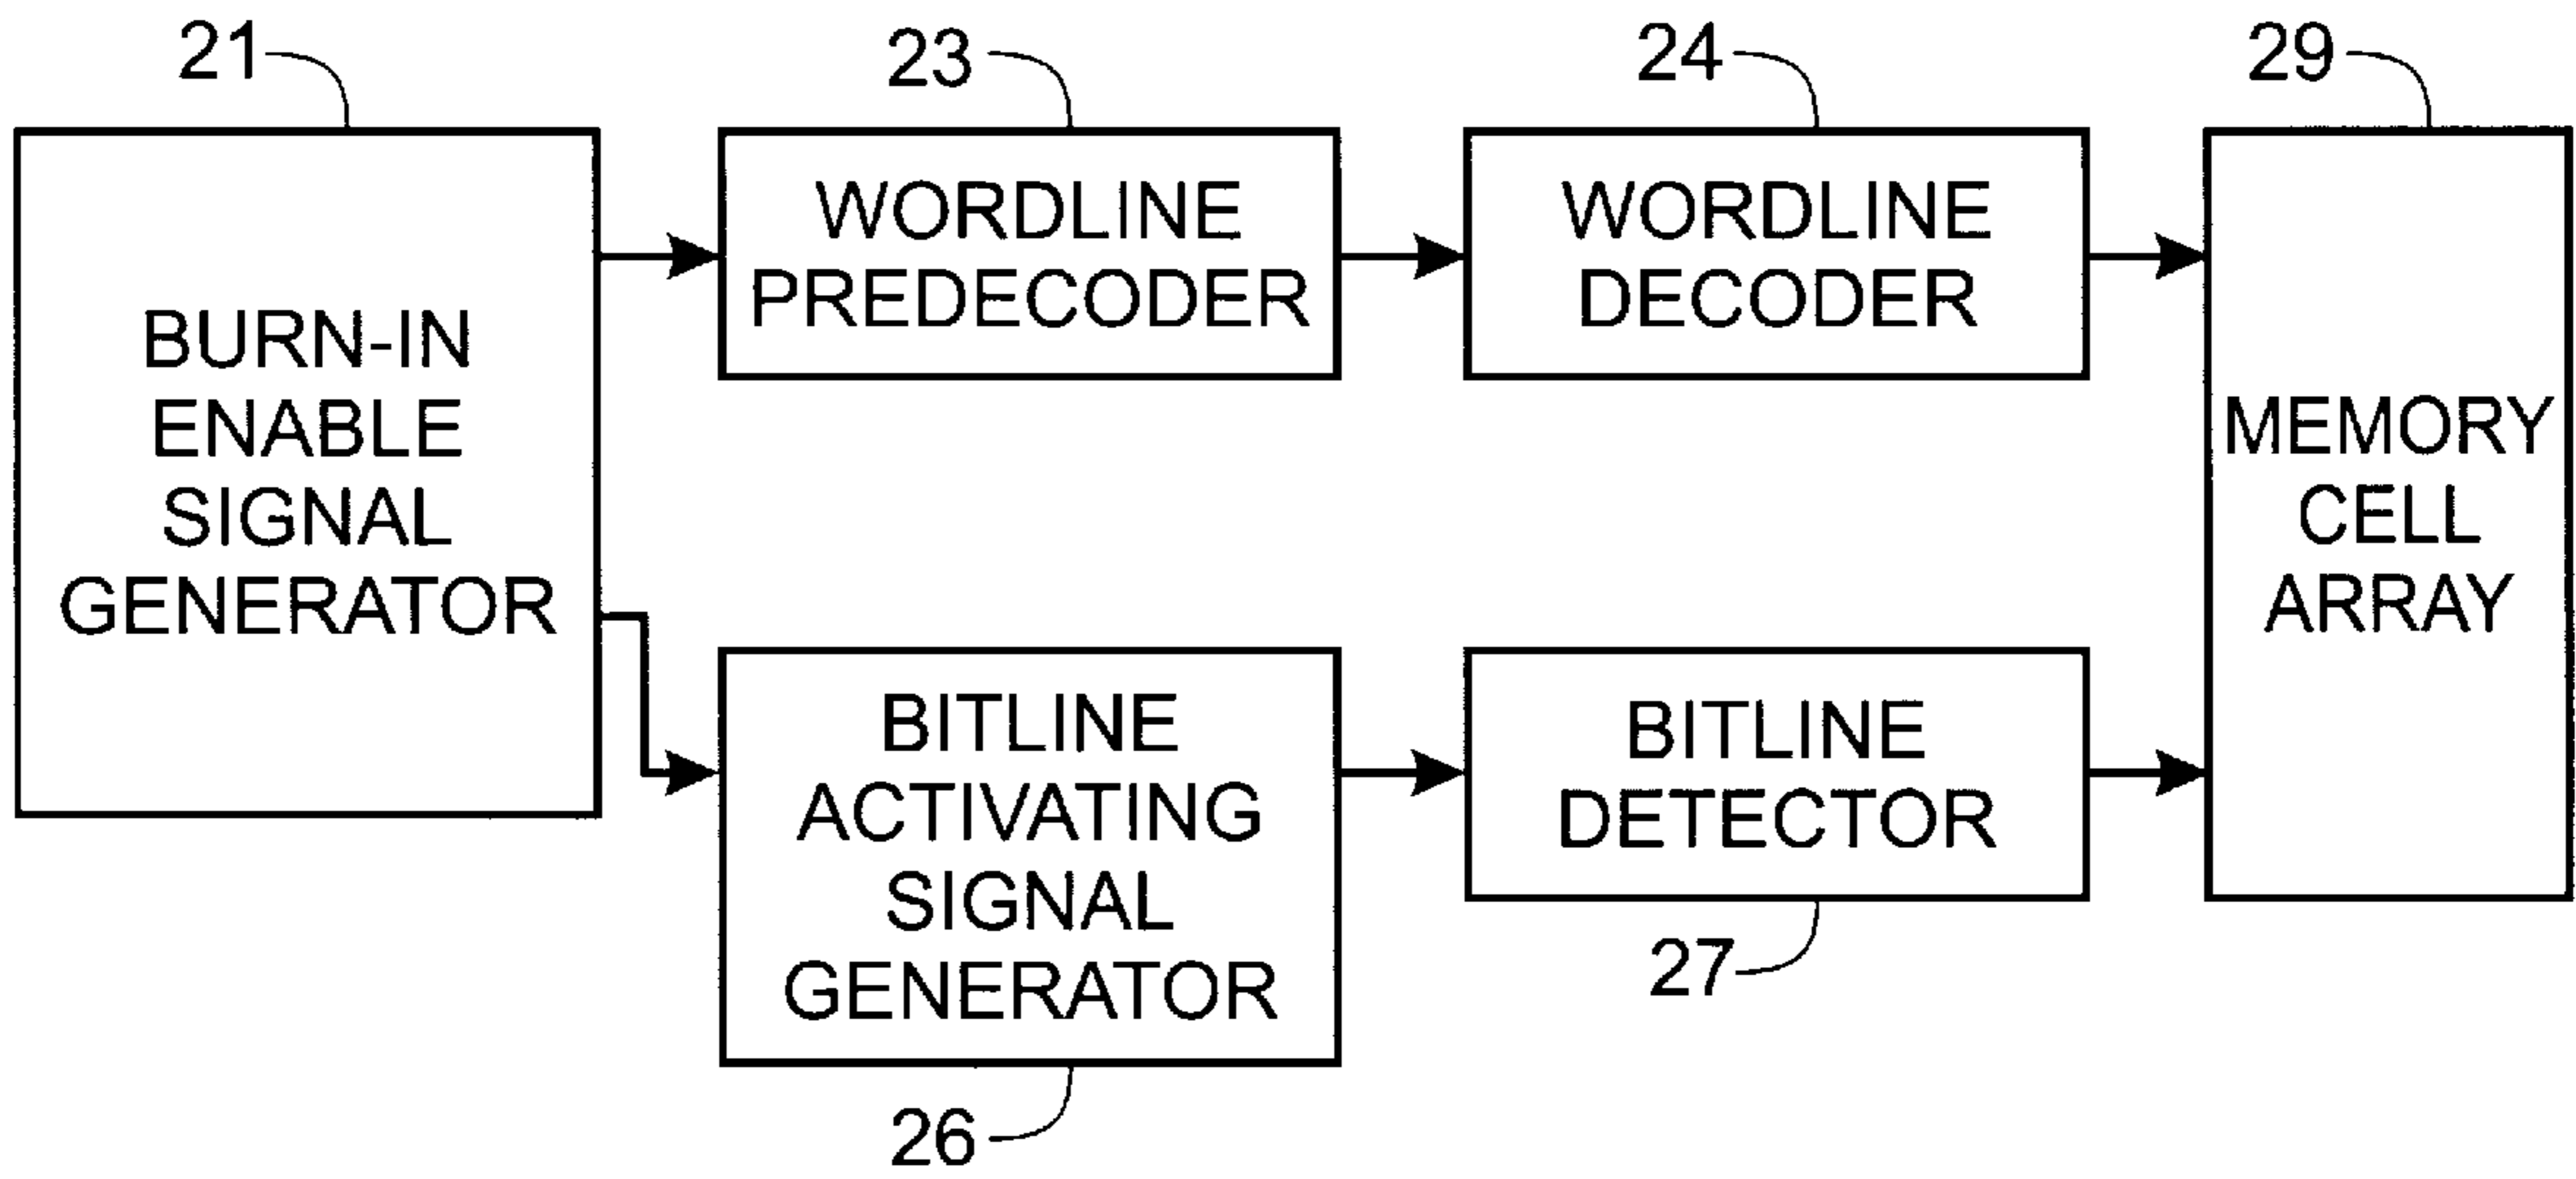 21
23
24
29
BURN-IN
ENABLE
SIGNAL
GENERATOR
WORDLINE
PREDECODER
WORDLINE
DECODER
MEMORY
CELL
ARRAY
BITLINE
ACTIVATING
SIGNAL
GENERATOR
BITLINE
DETECTOR
26
27